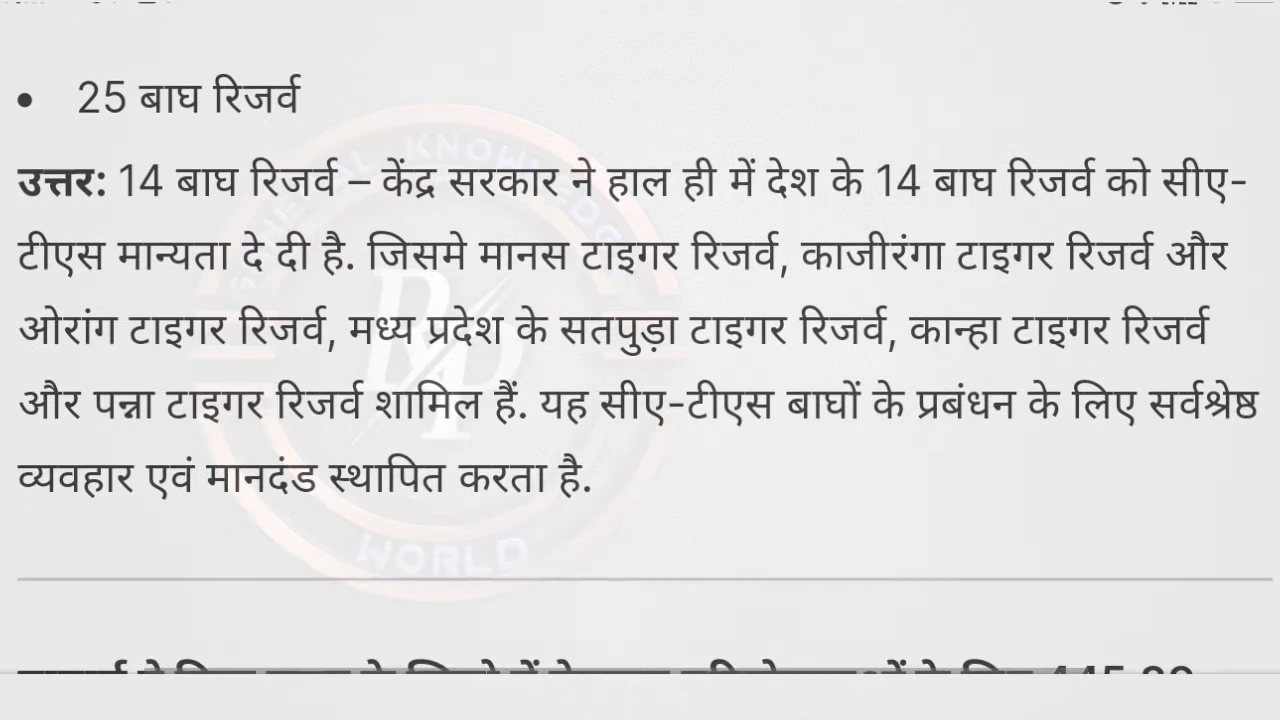 • 25 बाघ रिजर्व
उत्तर: 14 बाघ रिजर्व – केंद्र सरकार ने हाल ही में देश के 14 बाघ रिजर्व को सीए-
टीएस मान्यता दे दी है. जिसमे मानस टाइगर रिजर्व, काजीरंगा टाइगर रिजर्व और
ओरांग टाइगर रिजर्व, मध्य प्रदेश के सतपुड़ा टाइगर रिजर्व, कान्हा टाइगर रिजर्व
और पन्ना टाइगर रिजर्व शामिल हैं. यह सीए-टीएस बाघों के प्रबंधन के लिए सर्वश्रेष्ठ
व्यवहार एवं मानदंड स्थापित करता है.
WORLD